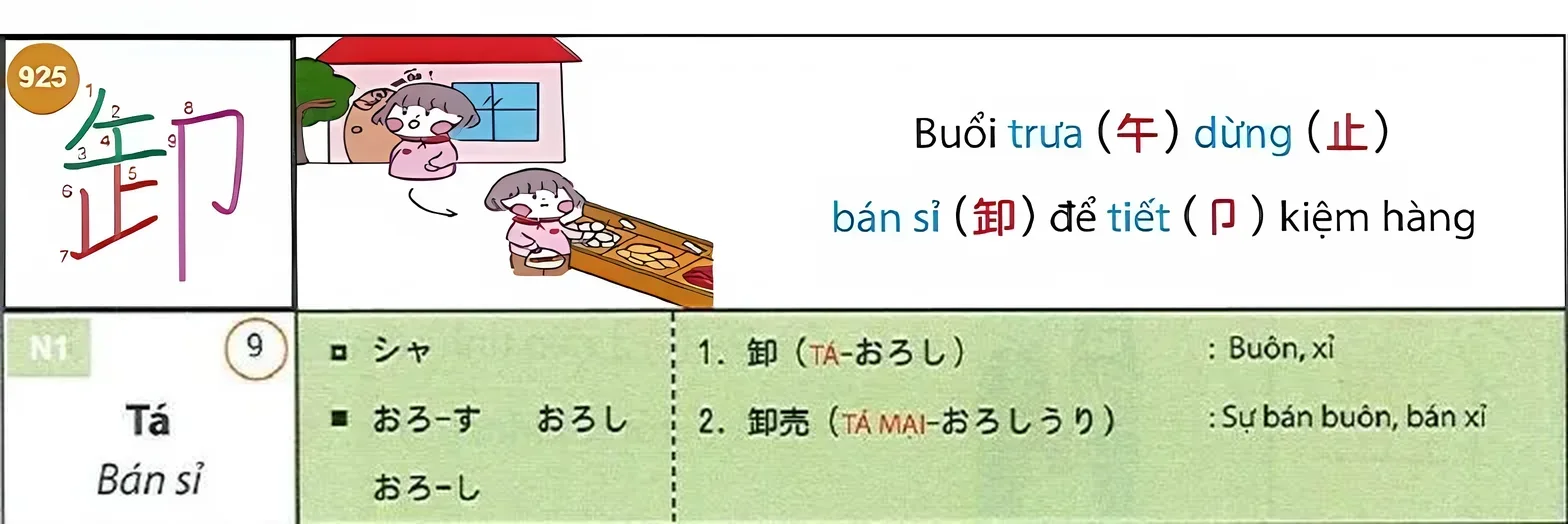 925
1
2
3
4
5
6
7
8
9
卸
Buổi trưa (午) dừng (止)
bán sỉ (卸) để tiết (卩) kiệm hàng
N1
9
Tá
Bán sỉ
シャ
おろ-す おろし
おろ-し
1. 卸 (TÁ-おろし) : Buôn, xỉ
2. 卸売 (TÁ MẠI-おろしうり) : Sự bán buôn, bán xỉ